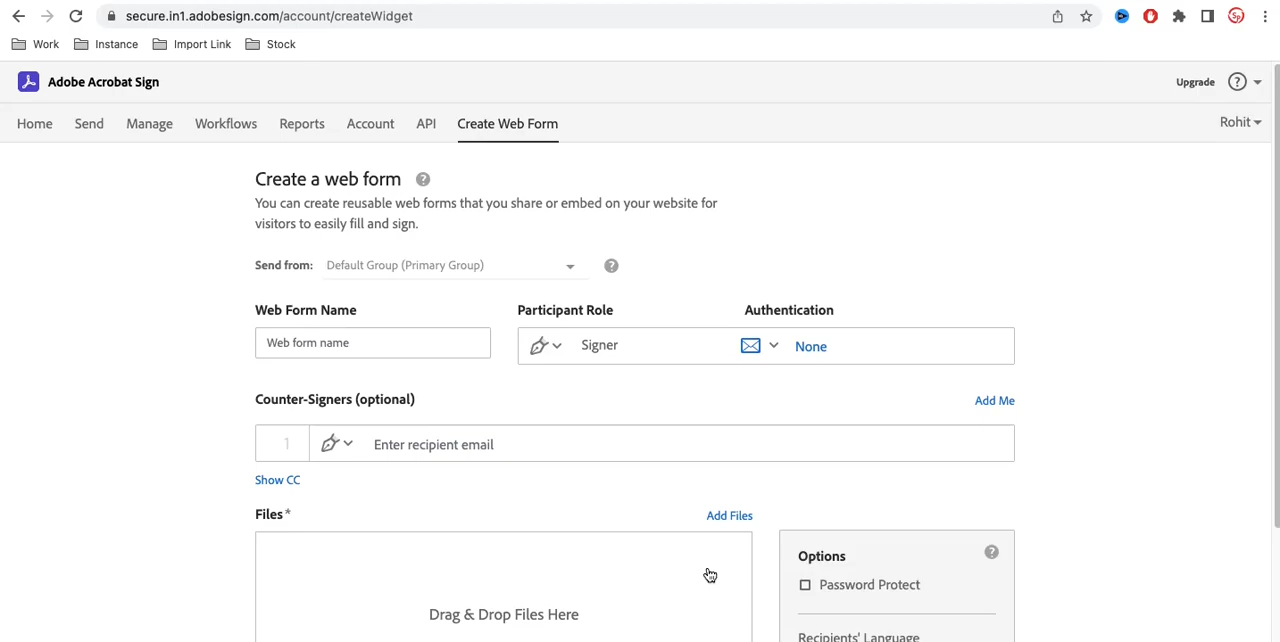 secure.in1.adobesign.com/account/createWidget
Work Instance Import Link Stock
Adobe Acrobat Sign Upgrade ?
Home Send Manage Workflows Reports Account API Create Web Form Rohit
Create a web form ?
You can create reusable web forms that you share or embed on your website for
visitors to easily fill and sign.
Send from: Default Group (Primary Group) ?
Web Form Name Participant Role Authentication
Web form name Signer None
Counter-Signers (optional) Add Me
1 Enter recipient email
Show CC
Files* Add Files
Options ?
Password Protect
Drag & Drop Files Here
Recipients' Language